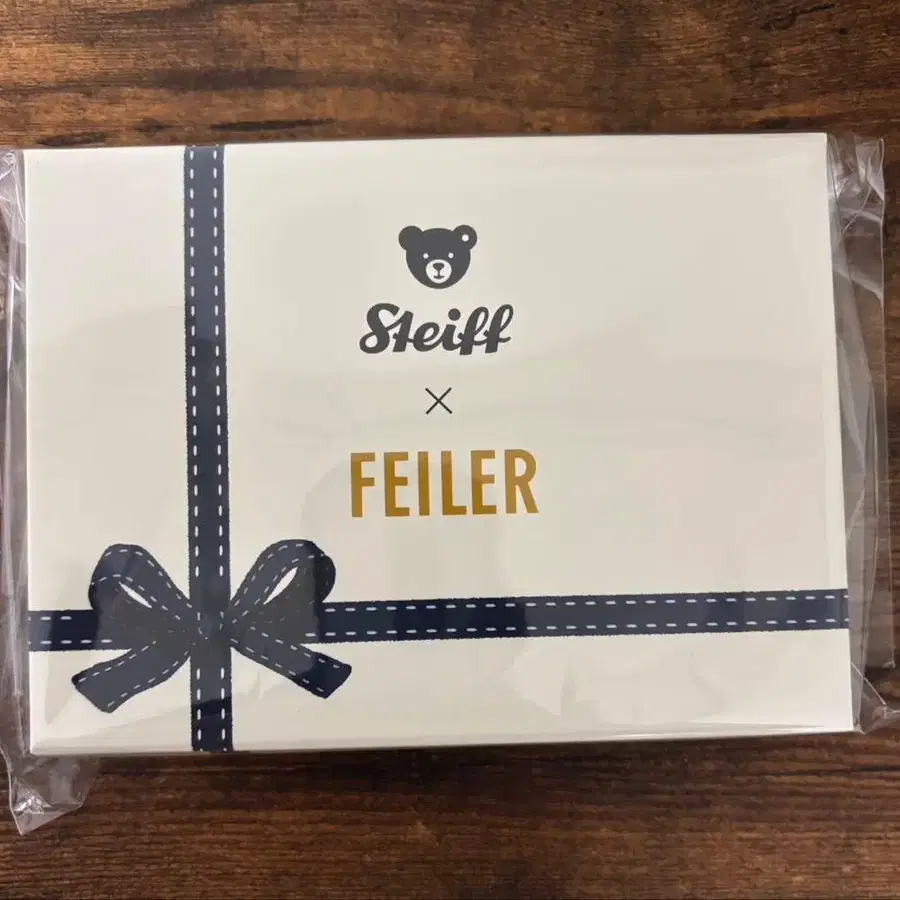 Steiff
×
FEILER